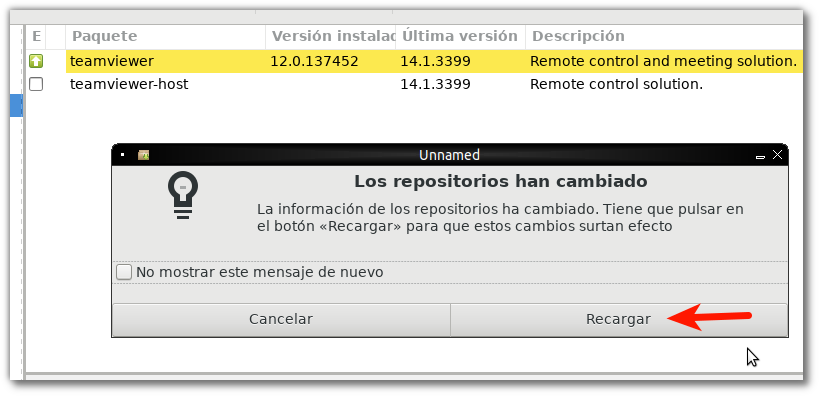 E Paquete Versión instalac Última versión Descripción
teamviewer 12.0.137452 14.1.3399 Remote control and meeting solution.
teamviewer-host 14.1.3399 Remote control solution.
Unnamed
Los repositorios han cambiado
La información de los repositorios ha cambiado. Tiene que pulsar en
el botón «Recargar» para que estos cambios surtan efecto
No mostrar este mensaje de nuevo
Cancelar Recargar